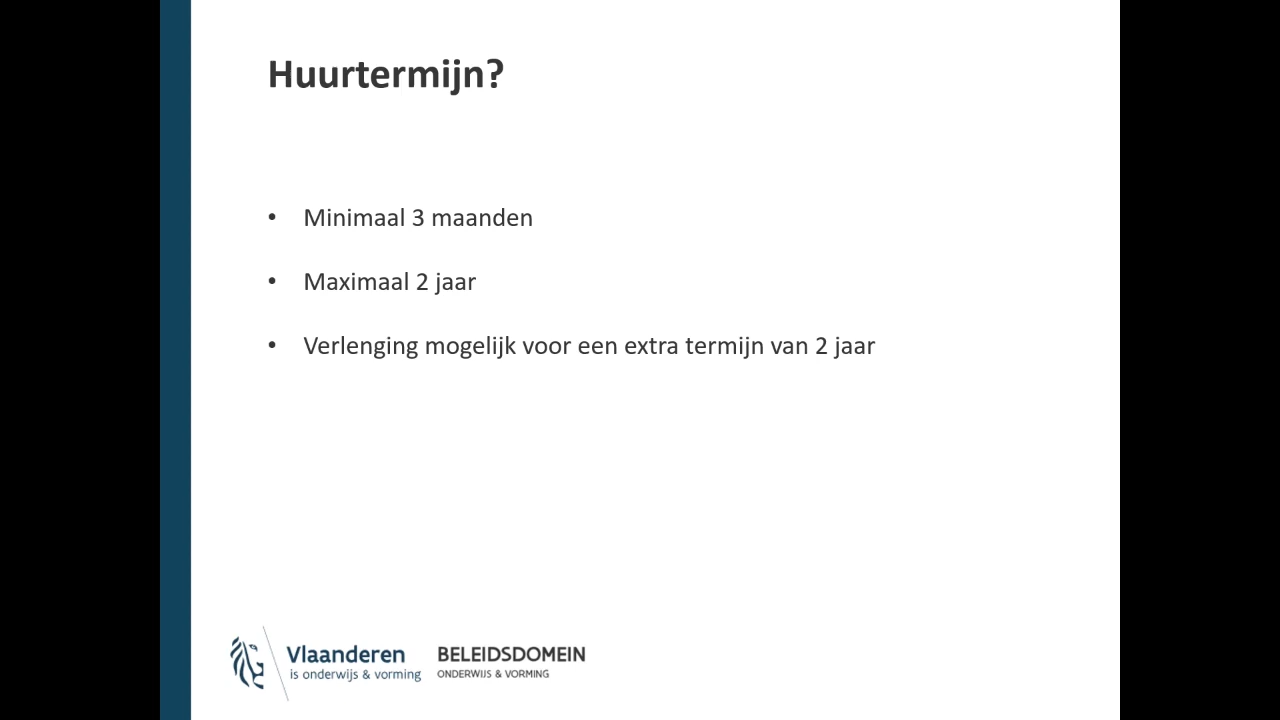 Huurtermijn?
• Minimaal 3 maanden
• Maximaal 2 jaar
• Verlenging mogelijk voor een extra termijn van 2 jaar
Vlaanderen
is onderwijs & vorming
BELEIDSDOMEIN
ONDERWIJS & VORMING